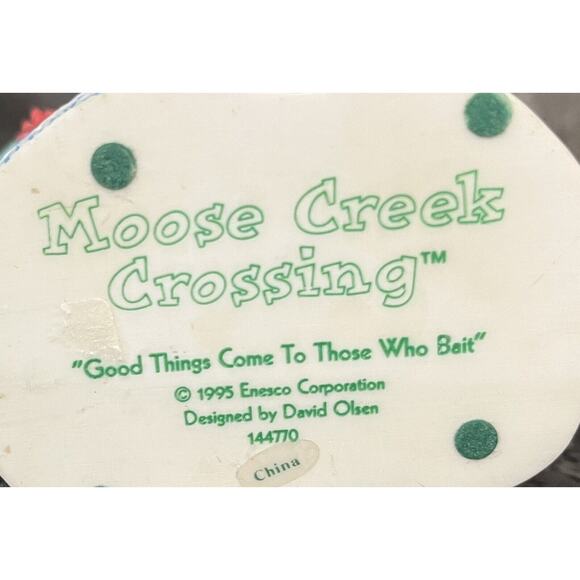 Moose Creek
Crossing™
"Good Things Come To Those Who Bait"
© 1995 Enesco Corporation
Designed by David Olsen
144770
China